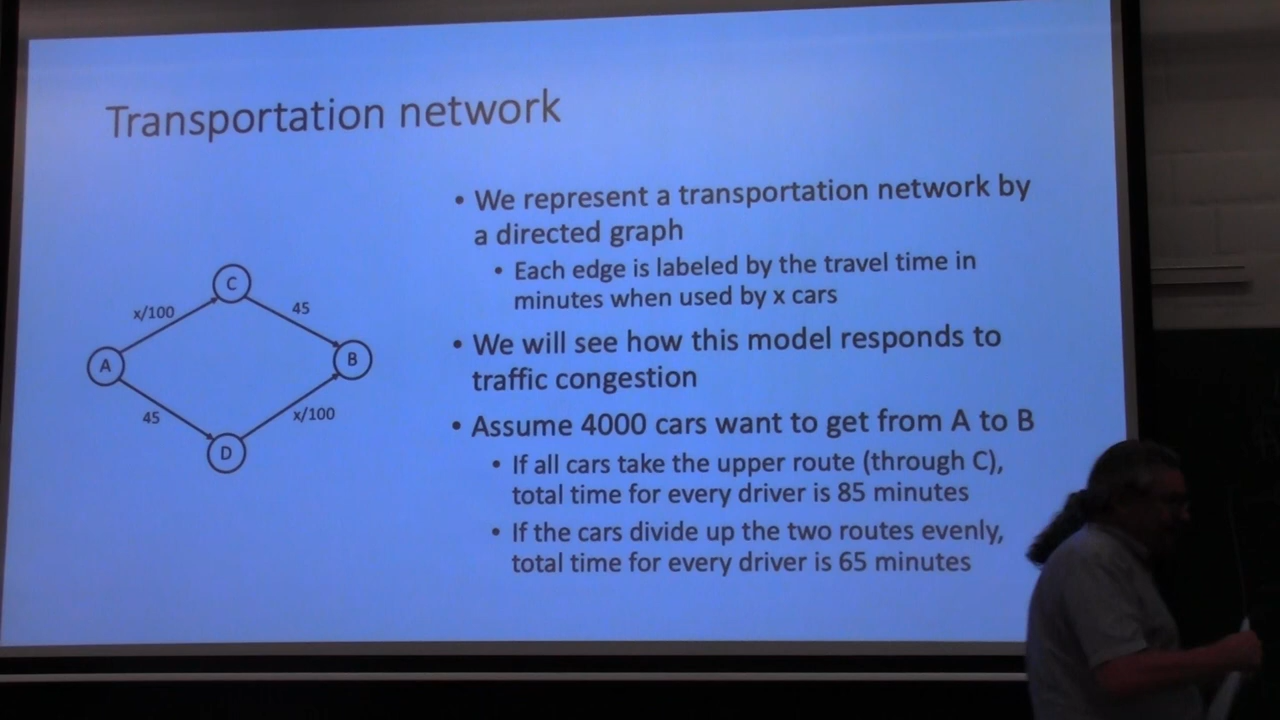 Transportation network
• We represent a transportation network by
a directed graph
• Each edge is labeled by the travel time in
minutes when used by x cars
• We will see how this model responds to
traffic congestion
• Assume 4000 cars want to get from A to B
• If all cars take the upper route (through C),
total time for every driver is 85 minutes
• If the cars divide up the two routes evenly,
total time for every driver is 65 minutes
C
x/100
45
A
B
45
x/100
D